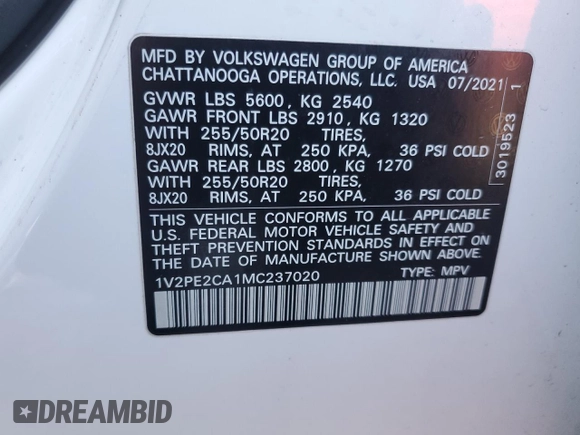 MFD BY VOLKSWAGEN GROUP OF AMERICA
CHATTANOOGA OPERATIONS, LLC. USA 07/2021
GVWR LBS 5600, KG 2540
GAWR FRONT LBS 2910, KG 1320
WITH 255/50R20 TIRES,
8JX20 RIMS, AT 250 KPA, 36 PSI COLD
GAWR REAR LBS 2800, KG 1270
WITH 255/50R20 TIRES,
8JX20 RIMS, AT 250 KPA, 36 PSI COLD
THIS VEHICLE CONFORMS TO ALL APPLICABLE
U.S. FEDERAL MOTOR VEHICLE SAFETY AND
THEFT PREVENTION STANDARDS IN EFFECT ON
THE DATE OF MANUFACTURE SHOWN ABOVE.
1V2PE2CA1MC237020 TYPE: MPV
3019523 1
DREAMBID